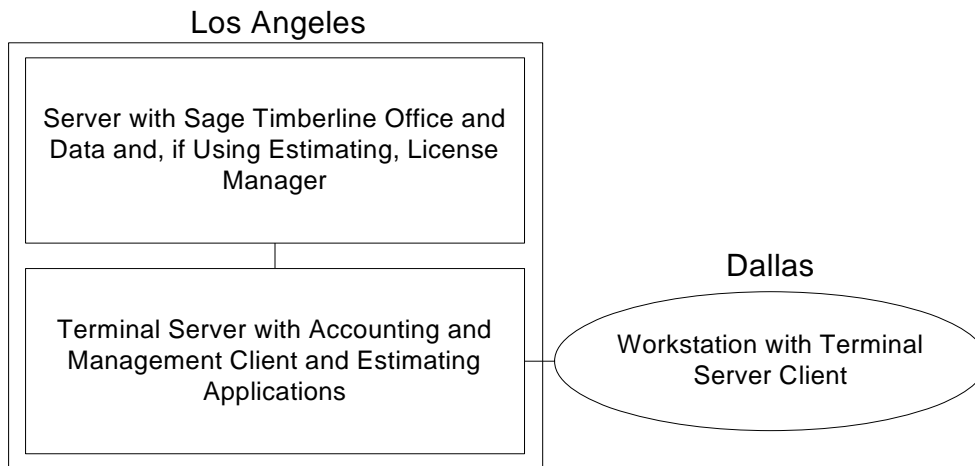 Los Angeles
Server with Sage Timberline Office and
Data and, if Using Estimating, License
Manager
Terminal Server with Accounting and
Management Client and Estimating
Applications
Dallas
Workstation with Terminal
Server Client